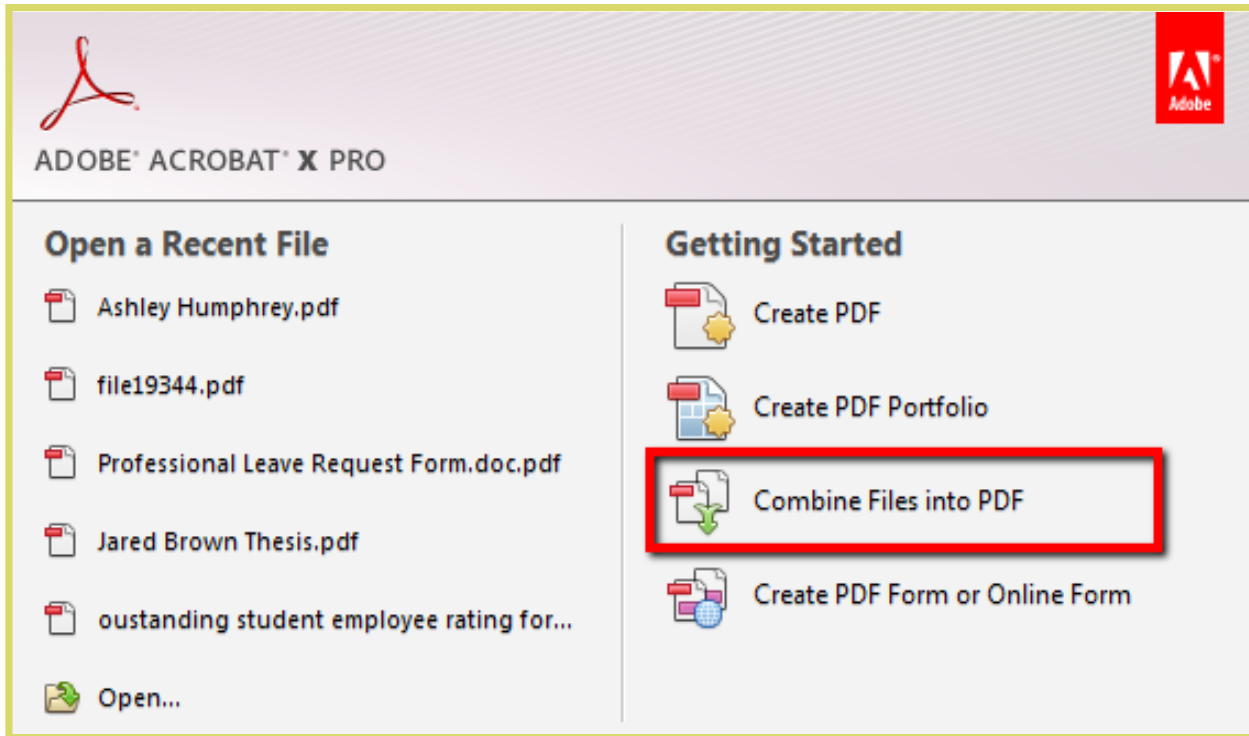 Adobe
ADOBE® ACROBAT® X PRO
Open a Recent File
Ashley Humphrey.pdf
file19344.pdf
Professional Leave Request Form.doc.pdf
Jared Brown Thesis.pdf
oustanding student employee rating for...
Open...
Getting Started
Create PDF
Create PDF Portfolio
Combine Files into PDF
Create PDF Form or Online Form